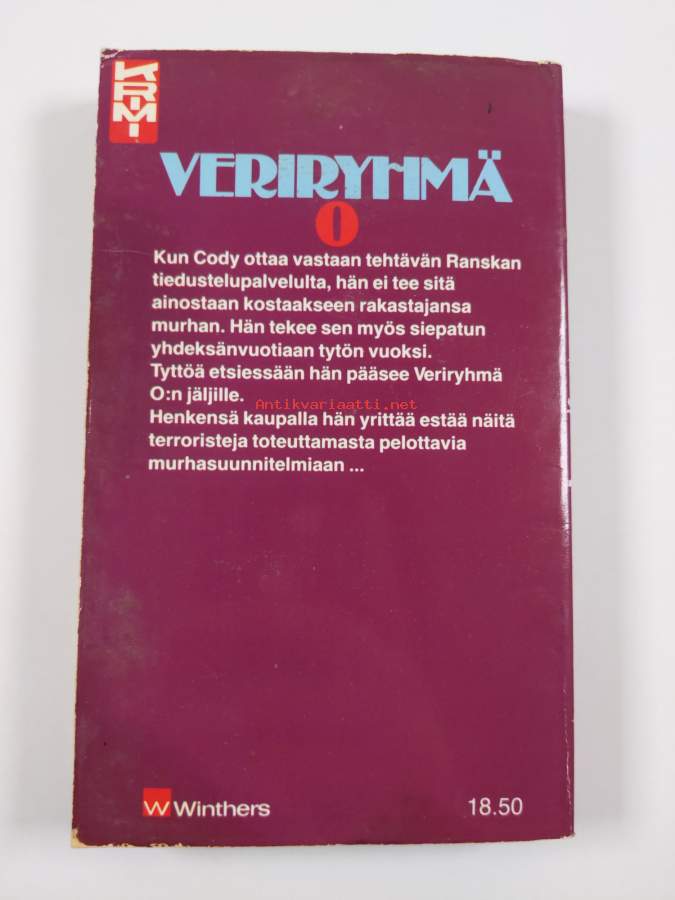 KRIMI
VERIRYHMÄ
O
Kun Cody ottaa vastaan tehtävän Ranskan
tiedustelupalvelulta, hän ei tee sitä
ainostaan kostaakseen rakastajansa
murhan. Hän tekee sen myös siepatun
yhdeksänvuotiaan tytön vuoksi.
Tyttöä etsiessään hän pääsee Veriryhmä
O:n jäljille.
Antikvariaatti.net
Henkensä kaupalla hän yrittää estää näitä
terroristeja toteuttamasta pelottavia
murhasuunnitelmiaan ...
W Winthers
18.50